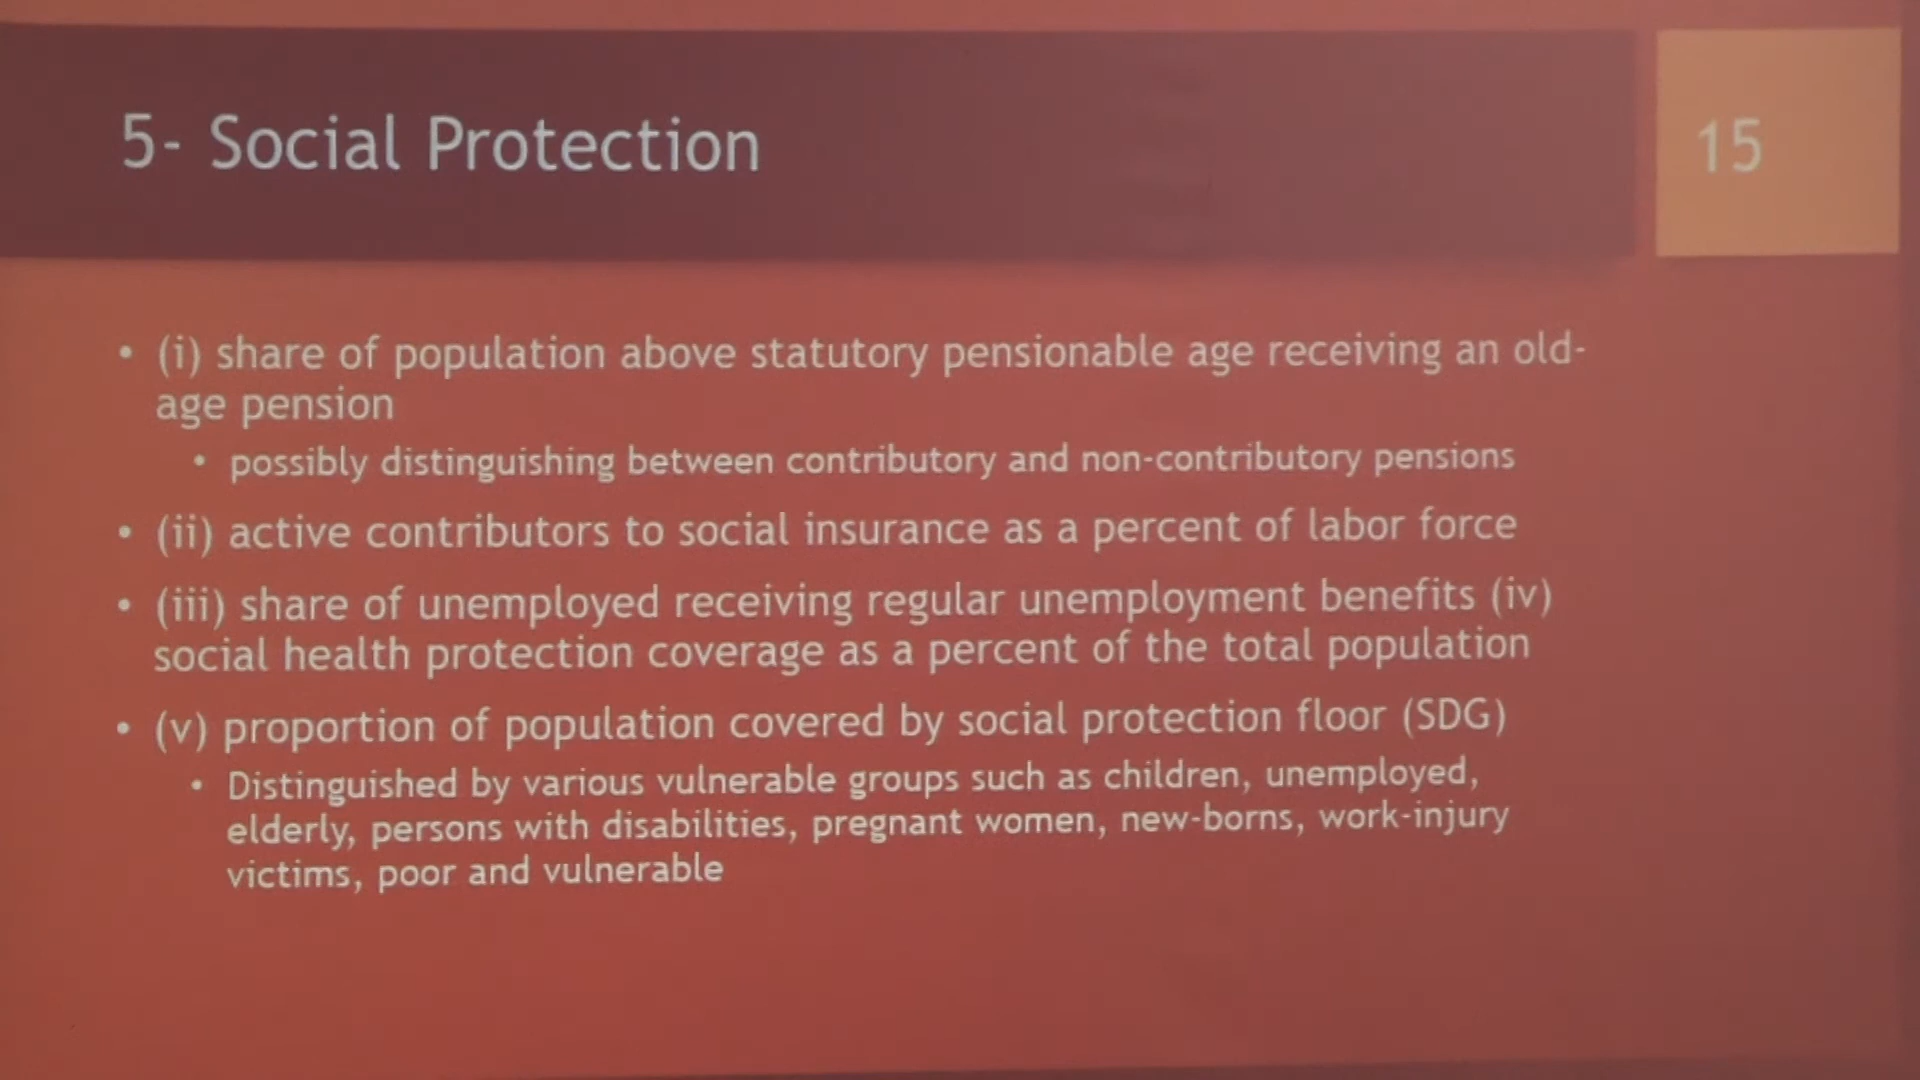 5- Social Protection
15
• (i) share of population above statutory pensionable age receiving an old-
age pension
• possibly distinguishing between contributory and non-contributory pensions
• (ii) active contributors to social insurance as a percent of labor force
• (iii) share of unemployed receiving regular unemployment benefits (iv)
social health protection coverage as a percent of the total population
• (v) proportion of population covered by social protection floor (SDG)
• Distinguished by various vulnerable groups such as children, unemployed,
elderly, persons with disabilities, pregnant women, new-borns, work-injury
victims, poor and vulnerable